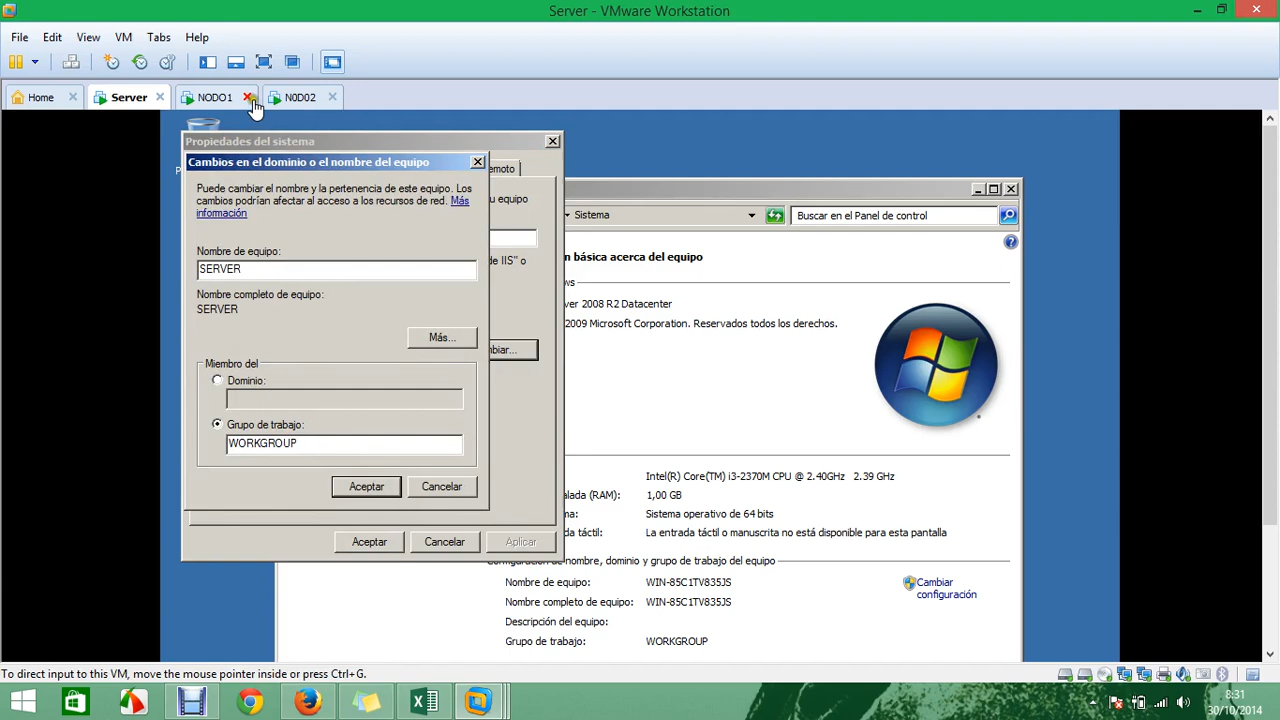 Server - VMware Workstation
File Edit View VM Tabs Help
Home Server NODO1 N0D02
Propiedades del sistema
Cambios en el dominio o el nombre del equipo
Puede cambiar el nombre y la pertenencia de este equipo. Los
cambios podrían afectar al acceso a los recursos de red. Más
información
Nombre de equipo:
SERVER
Nombre completo de equipo:
SERVER
Más...
Miembro del
Dominio:
Grupo de trabajo:
WORKGROUP
Aceptar Cancelar
Aceptar Cancelar Aplicar
emoto
u equipo
de IIS" o
nbiar...
Sistema
Buscar en el Panel de control
n básica acerca del equipo
ws
ver 2008 R2 Datacenter
2009 Microsoft Corporation. Reservados todos los derechos.
Intel(R) Core(TM) i3-2370M CPU @ 2.40GHz 2.39 GHz
alada (RAM): 1,00 GB
Sistema operativo de 64 bits
ha táctil: La entrada táctil o manuscrita no está disponible para esta pantalla
Configuración de nombre, dominio y grupo de trabajo del equipo
Nombre de equipo: WIN-85C1TV835JS
Cambiar
configuración
Nombre completo de equipo: WIN-85C1TV835JS
Descripción del equipo:
Grupo de trabajo: WORKGROUP
To direct input to this VM, move the mouse pointer inside or press Ctrl+G.
8:31
30/10/2014